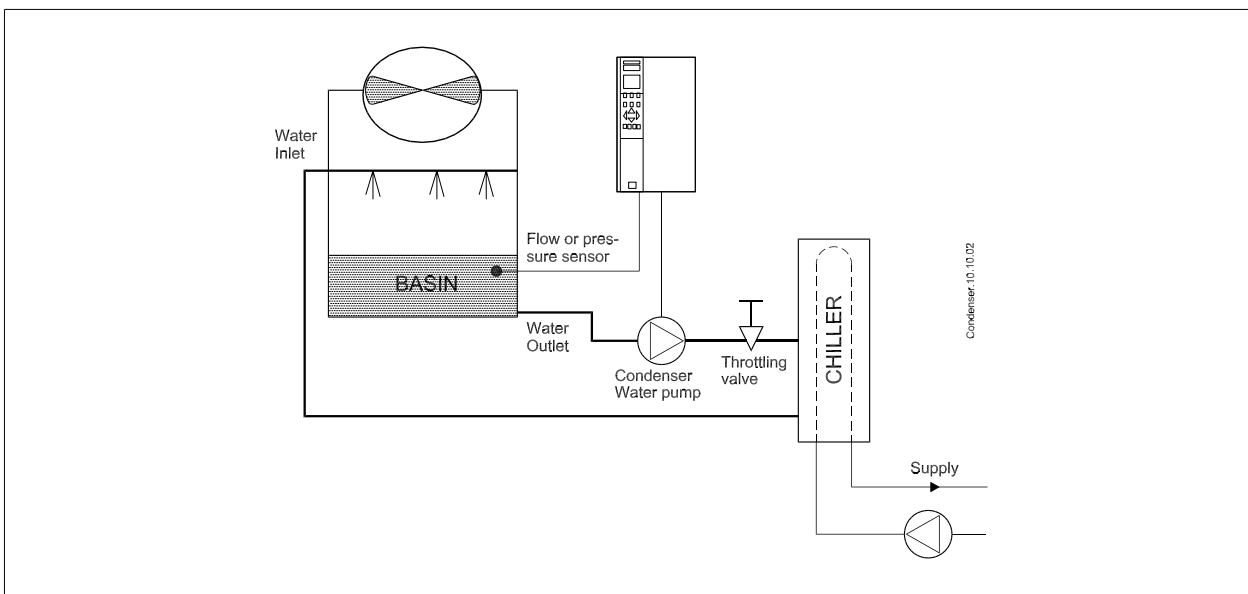 Water
Inlet
Flow or pres-
sure sensor
BASIN
Water
Outlet
Condenser
Water pump
Throttling
valve
CHILLER
Condenser.10.10.02
Supply